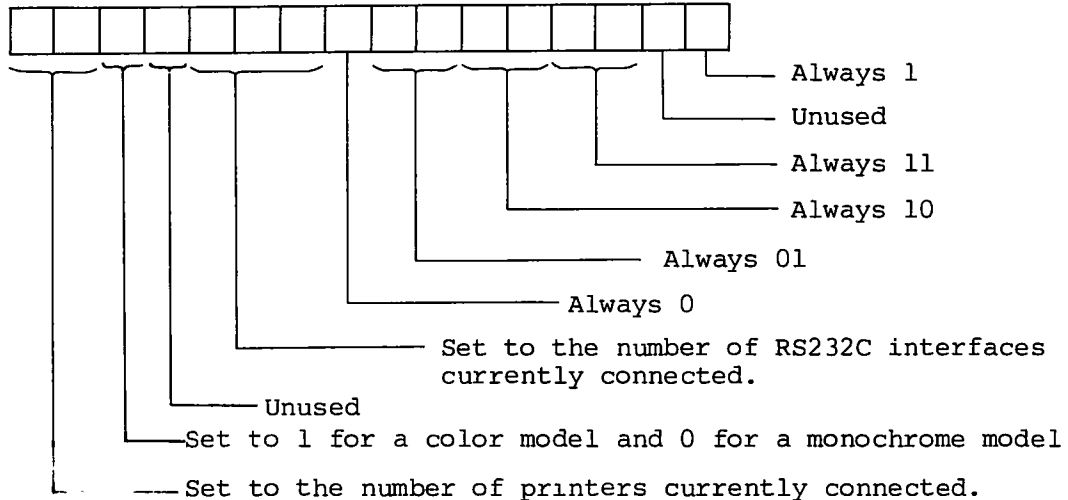 Always 1
Unused
Always 11
Always 10
Always 01
Always 0
Set to the number of RS232C interfaces
currently connected.
Unused
Set to 1 for a color model and 0 for a monochrome model
Set to the number of printers currently connected.